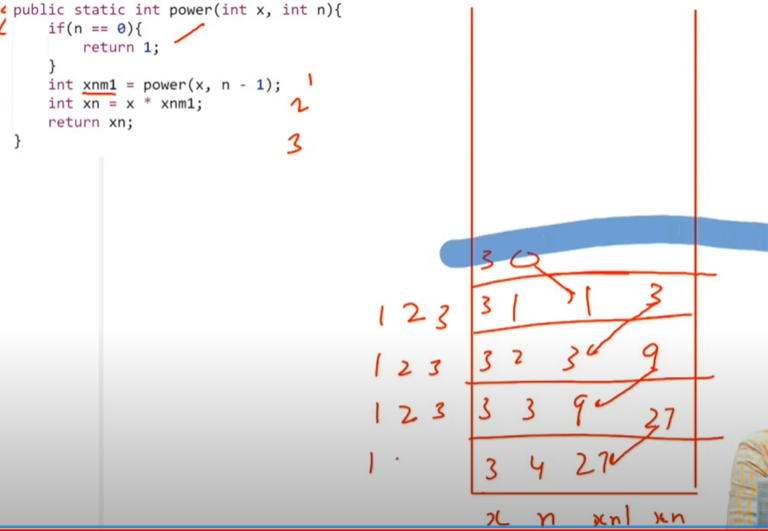 public static int power(int x, int n){
if(n == 0){
return 1;
}
int xnm1 = power(x, n - 1); 1
int xn = x * xnm1; 2
return xn; 3
}
3 0
1 2 3 3 1 1 3
1 2 3 3 2 3 9
1 2 3 3 3 9 27
1 3 4 27
x n xn1 xn